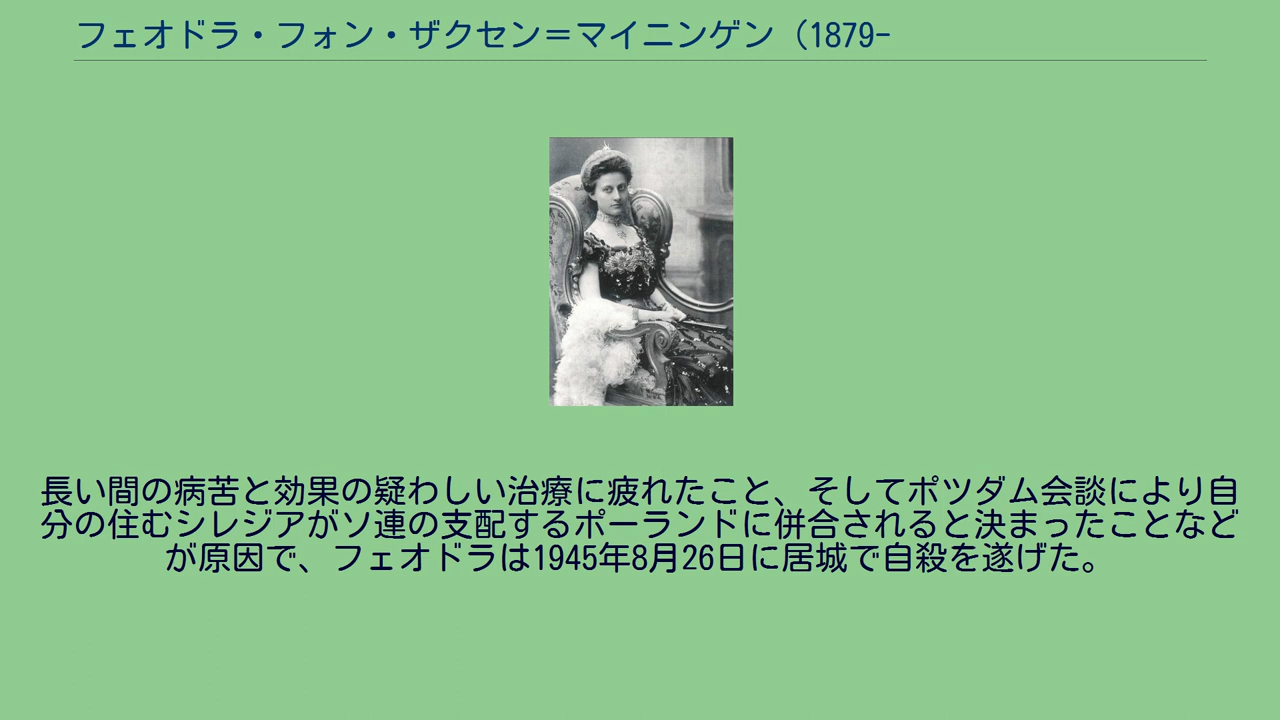 フェオドラ・フォン・ザクセン＝マイニンゲン（1879-
長い間の病苦と効果の疑わしい治療に疲れたこと、そしてポツダム会談により自
分の住むシレジアがソ連の支配するポーランドに併合されると決まったことなど
が原因で、フェオドラは1945年8月26日に居城で自殺を遂げた。